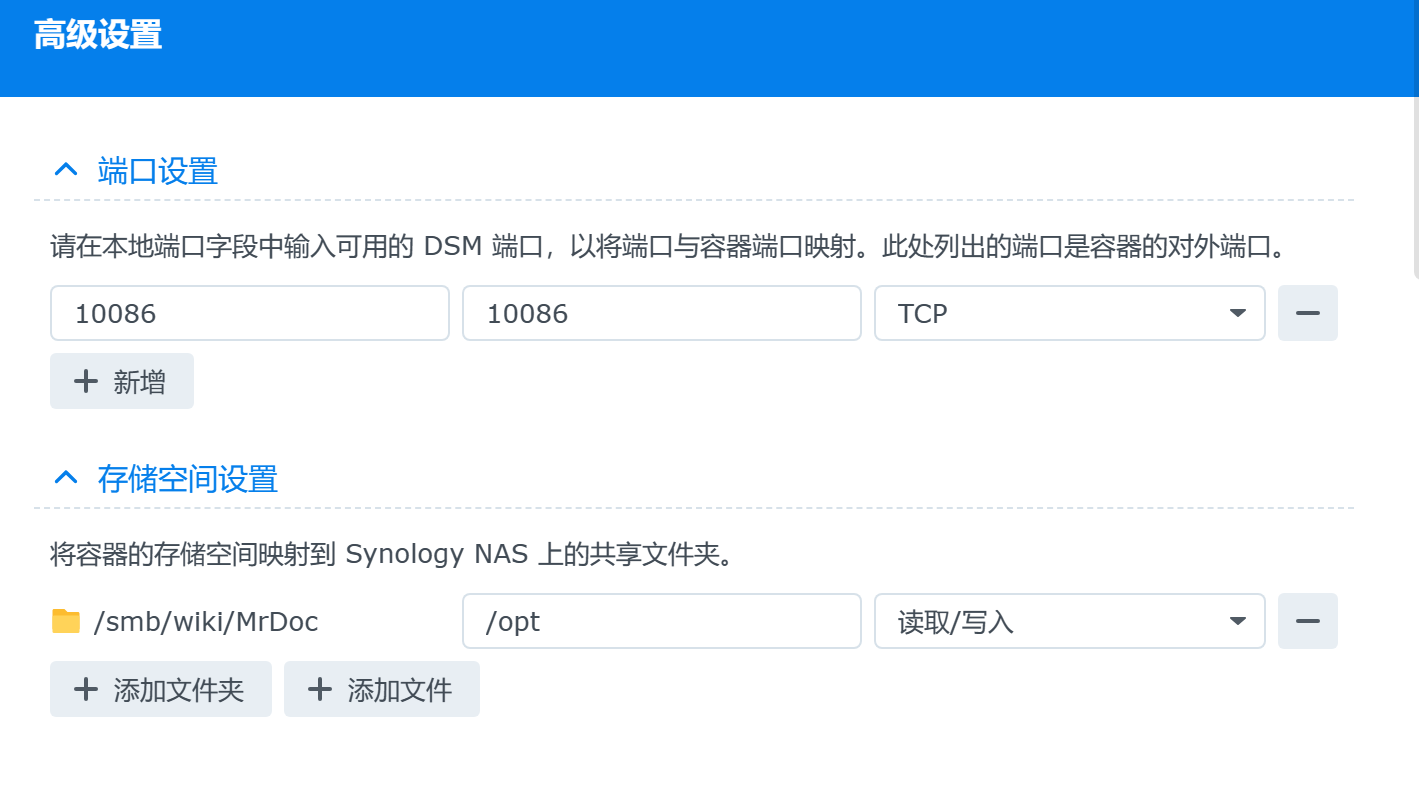 高级设置
端口设置
请在本地端口字段中输入可用的 DSM 端口，以将端口与容器端口映射。此处列出的端口是容器的对外端口。
10086 10086 TCP
新增
存储空间设置
将容器的存储空间映射到 Synology NAS 上的共享文件夹。
/smb/wiki/MrDoc /opt 读取/写入
添加文件夹 添加文件